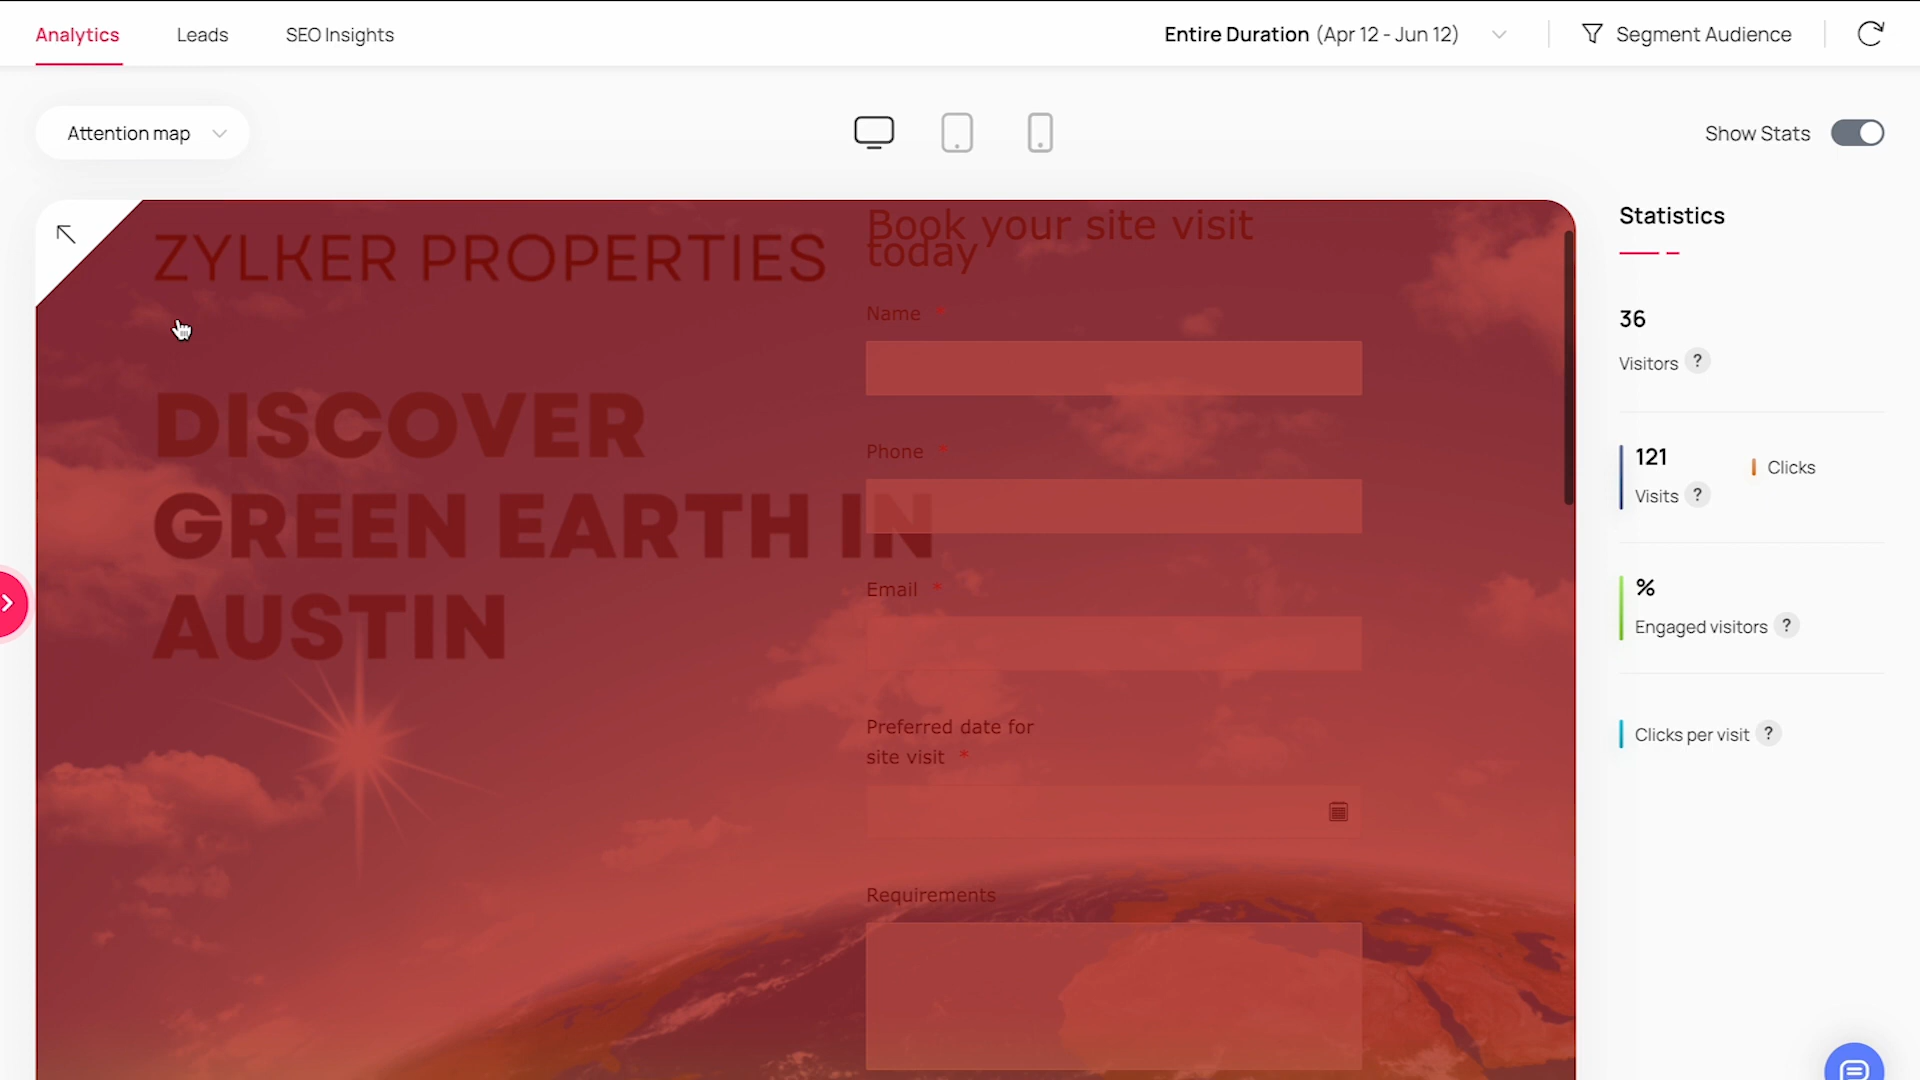 Analytics
Leads
SEO Insights
Entire Duration (Apr 12 - Jun 12)
Segment Audience
Attention map
Show Stats
ZYLKER PROPERTIES
DISCOVER
GREEN EARTH IN
AUSTIN
Book your site visit
today
Name *
Phone *
Email *
Preferred date for
site visit *
Requirements
Statistics
36
Visitors ?
121
Visits ?
Clicks
%
Engaged visitors ?
Clicks per visit ?